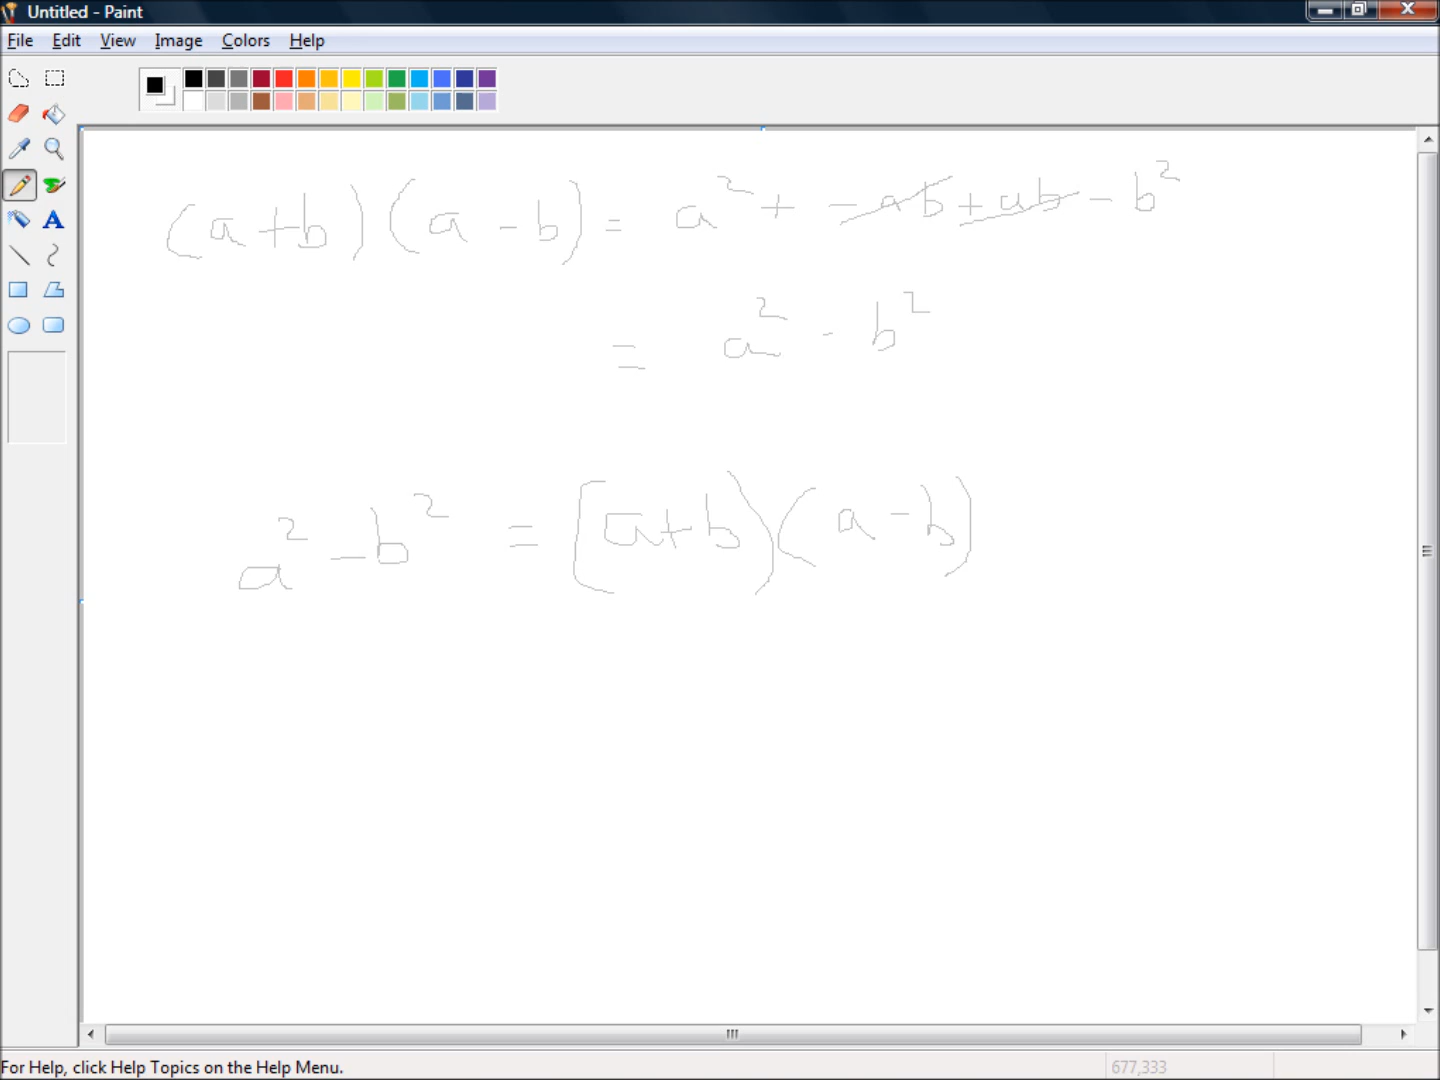 Untitled - Paint
File Edit View Image Colors Help
(a+b)(a-b) = a² + -ab+ab - b²
= a² - b²
a² - b² = (a+b)(a-b)
For Help, click Help Topics on the Help Menu.
677,333